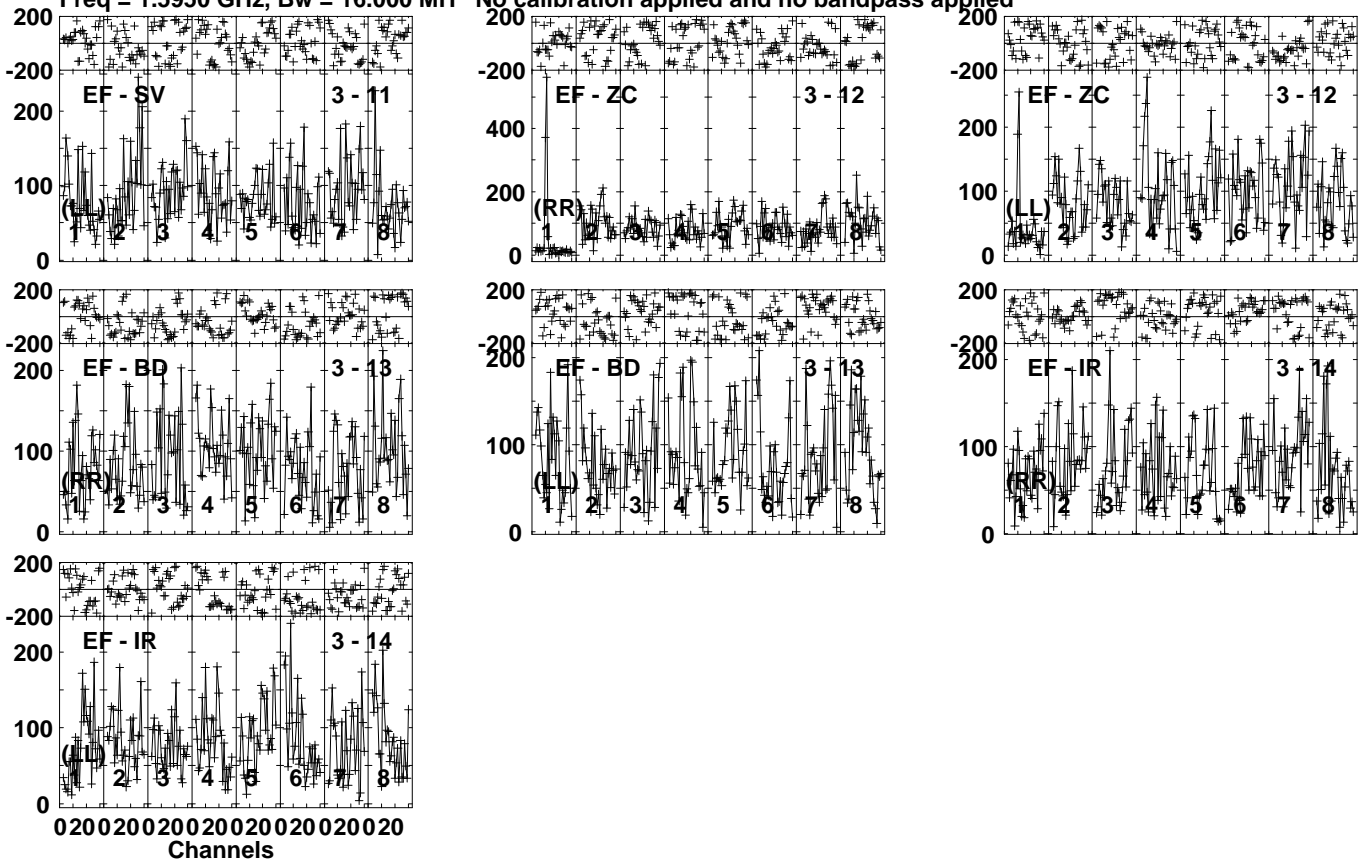 Freq = 1.5950 GHz, Bw = 16.000 MH No calibration applied and no bandpass applied
200
-200
200
100
0
EF - SV 3 - 11
(LL)
1 2 3 4 5 6 7 8
200
-200
400
200
0
EF - ZC 3 - 12
(RR)
1 2 3 4 5 6 7 8
200
-200
200
100
0
EF - ZC 3 - 12
(LL)
1 2 3 4 5 6 7 8
200
-200
200
100
0
EF - BD 3 - 13
(RR)
1 2 3 4 5 6 7 8
200
-200
200
100
0
EF - BD 3 - 13
(LL)
1 2 3 4 5 6 7 8
200
-200
200
100
0
EF - IR 3 - 14
(RR)
1 2 3 4 5 6 7 8
200
-200
200
100
0
EF - IR 3 - 14
(LL)
1 2 3 4 5 6 7 8
0 20 0 20 0 20 0 20 0 20 0 20 0 20 0 20
Channels